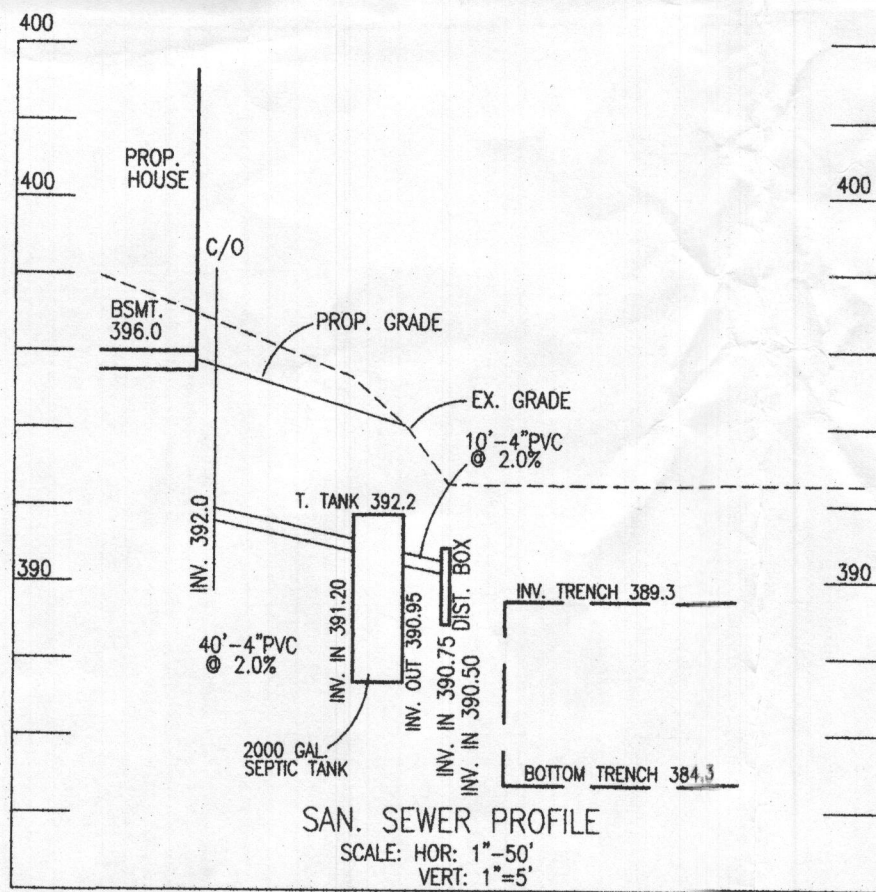 400
PROP.
HOUSE
400
400
C/O
BSMT.
396.0
PROP. GRADE
EX. GRADE
10'-4"PVC
@ 2.0%
T. TANK 392.2
INV. 392.0
390
390
INV. IN 391.20
INV. OUT 390.95
DIST. BOX
INV. IN 390.75
INV. IN 390.50
INV. TRENCH 389.3
40'-4"PVC
@ 2.0%
2000 GAL.
SEPTIC TANK
BOTTOM TRENCH 384.3
SAN. SEWER PROFILE
SCALE: HOR: 1"-50'
VERT: 1"=5'